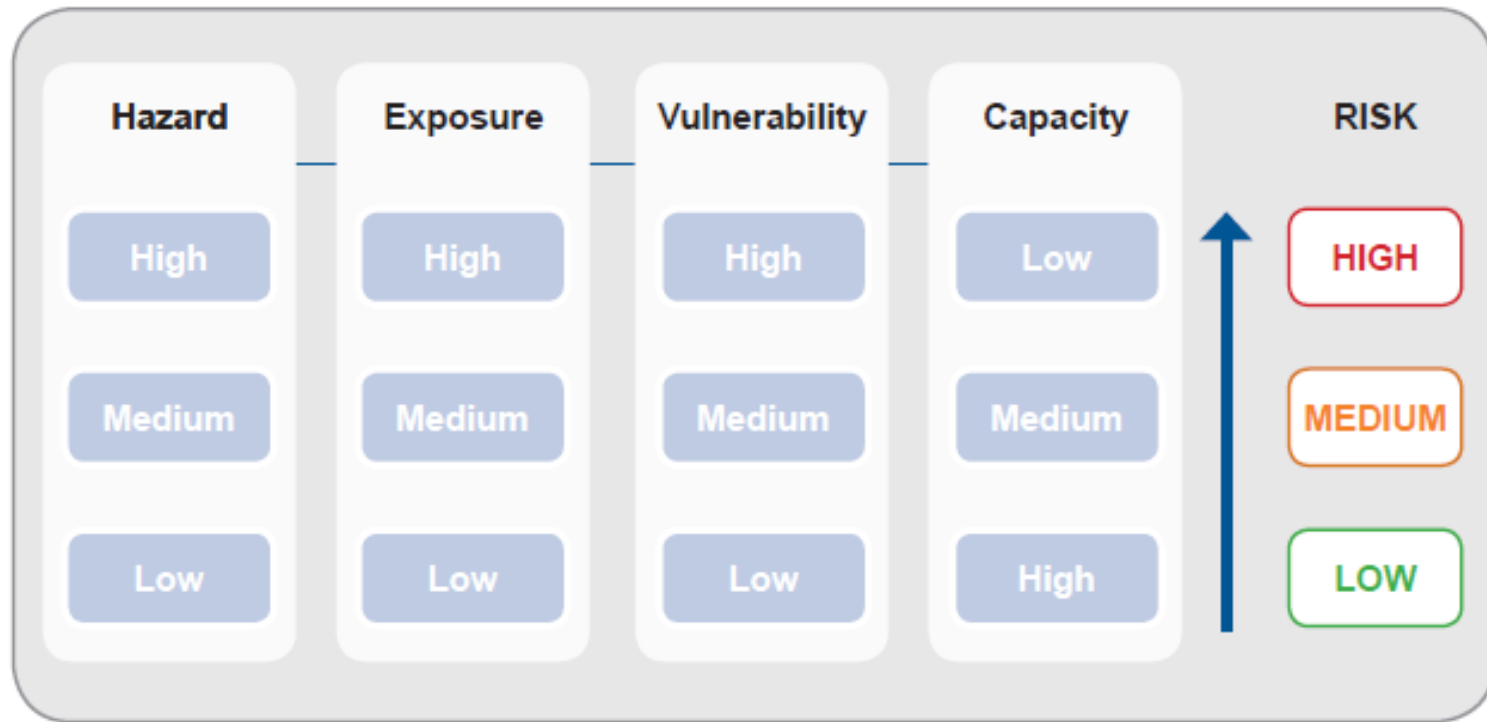 Hazard Exposure Vulnerability Capacity RISK
High High High Low HIGH
Medium Medium Medium Medium MEDIUM
Low Low Low High LOW